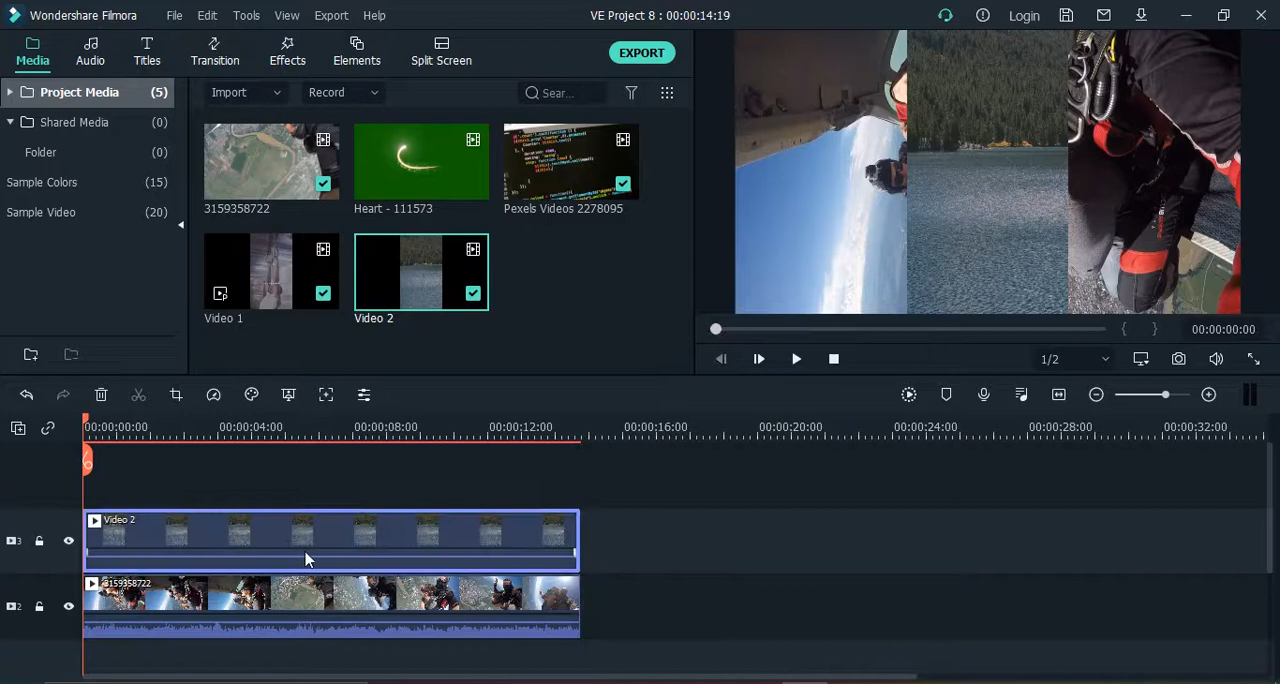 Wondershare Filmora File Edit Tools View Export Help VE Project 8 : 00:00:14:19 Login
Media Audio Titles Transition Effects Elements Split Screen EXPORT
Project Media (5) Import Record Sear...
Shared Media (0)
Folder (0)
Sample Colors (15)
Sample Video (20)
3159358722 Heart - 111573 Pexels Videos 2278095
Video 1 Video 2
{ } 00:00:00:00
1/2
00:00:00:00 00:00:04:00 00:00:08:00 00:00:12:00 00:00:16:00 00:00:20:00 00:00:24:00 00:00:28:00 00:00:32:00
Video 2
3
3159358722
2